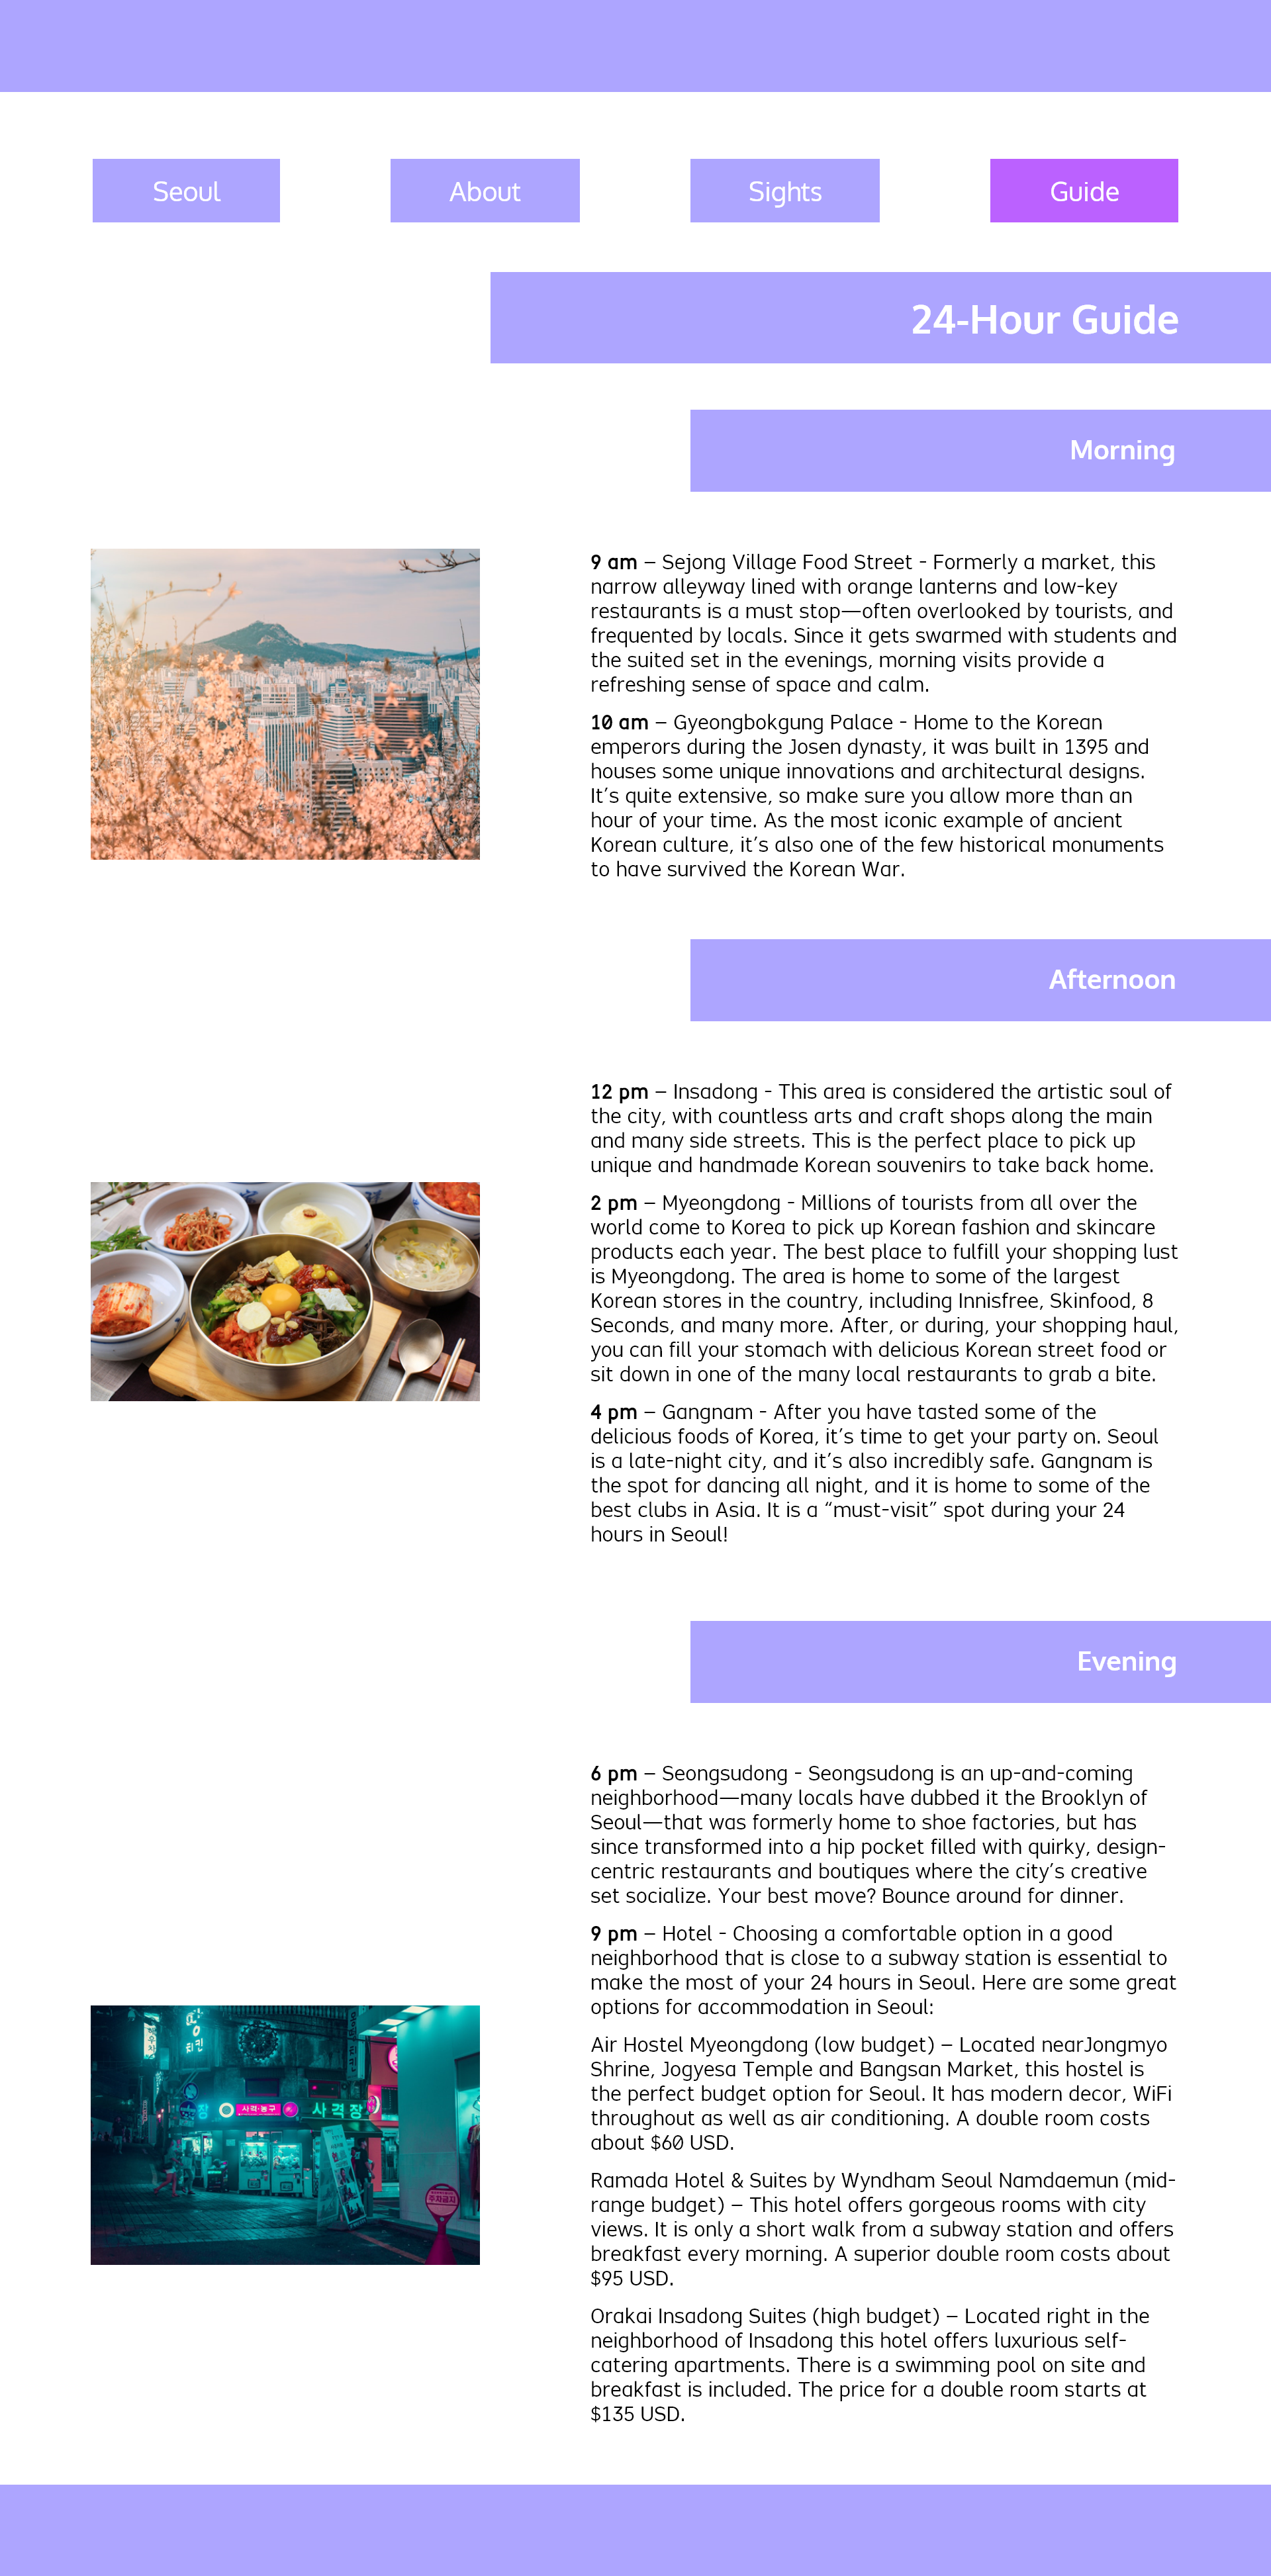 Seoul
About
Sights
Guide
24-Hour Guide
Morning
9 am – Sejong Village Food Street - Formerly a market, this
narrow alleyway lined with orange lanterns and low-key
restaurants is a must stop—often overlooked by tourists, and
frequented by locals. Since it gets swarmed with students and
the suited set in the evenings, morning visits provide a
refreshing sense of space and calm.
10 am – Gyeongbokgung Palace - Home to the Korean
emperors during the Josen dynasty, it was built in 1395 and
houses some unique innovations and architectural designs.
It’s quite extensive, so make sure you allow more than an
hour of your time. As the most iconic example of ancient
Korean culture, it’s also one of the few historical monuments
to have survived the Korean War.
Afternoon
12 pm – Insadong - This area is considered the artistic soul of
the city, with countless arts and craft shops along the main
and many side streets. This is the perfect place to pick up
unique and handmade Korean souvenirs to take back home.
2 pm – Myeongdong - Millions of tourists from all over the
world come to Korea to pick up Korean fashion and skincare
products each year. The best place to fulfill your shopping lust
is Myeongdong. The area is home to some of the largest
Korean stores in the country, including Innisfree, Skinfood, 8
Seconds, and many more. After, or during, your shopping haul,
you can fill your stomach with delicious Korean street food or
sit down in one of the many local restaurants to grab a bite.
4 pm – Gangnam - After you have tasted some of the
delicious foods of Korea, it’s time to get your party on. Seoul
is a late-night city, and it’s also incredibly safe. Gangnam is
the spot for dancing all night, and it is home to some of the
best clubs in Asia. It is a “must-visit” spot during your 24
hours in Seoul!
Evening
6 pm – Seongsudong - Seongsudong is an up-and-coming
neighborhood—many locals have dubbed it the Brooklyn of
Seoul—that was formerly home to shoe factories, but has
since transformed into a hip pocket filled with quirky, design-
centric restaurants and boutiques where the city’s creative
set socialize. Your best move? Bounce around for dinner.
9 pm – Hotel - Choosing a comfortable option in a good
neighborhood that is close to a subway station is essential to
make the most of your 24 hours in Seoul. Here are some great
options for accommodation in Seoul:
Air Hostel Myeongdong (low budget) – Located nearJongmyo
Shrine, Jogyesa Temple and Bangsan Market, this hostel is
the perfect budget option for Seoul. It has modern decor, WiFi
throughout as well as air conditioning. A double room costs
about $60 USD.
Ramada Hotel & Suites by Wyndham Seoul Namdaemun (mid-
range budget) – This hotel offers gorgeous rooms with city
views. It is only a short walk from a subway station and offers
breakfast every morning. A superior double room costs about
$95 USD.
Orakai Insadong Suites (high budget) – Located right in the
neighborhood of Insadong this hotel offers luxurious self-
catering apartments. There is a swimming pool on site and
breakfast is included. The price for a double room starts at
$135 USD.
치킨
사격·농구
사격장
주차금지